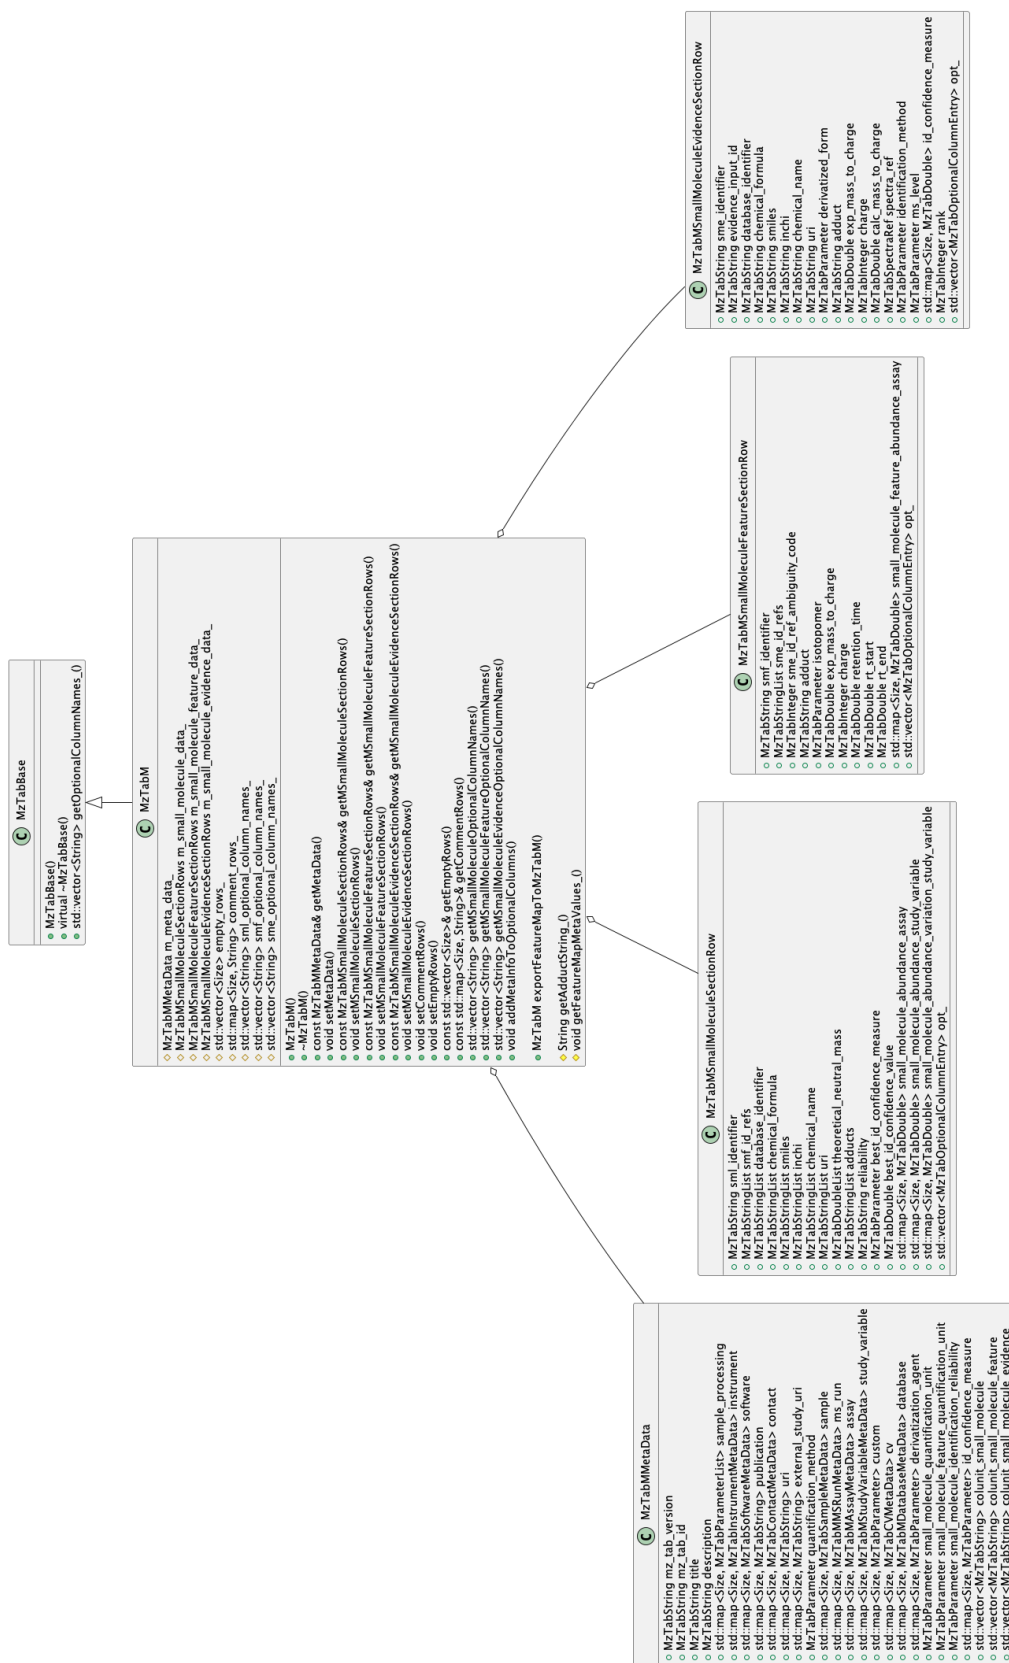 MzTabBase
MzTabBase()
virtual ~MzTabBase()
std::vector<String> getOptionalColumnNames_()
MzTabM
MzTabMMetaData m_meta_data_
MzTabMSmallMoleculeSectionRows m_small_molecule_data_
MzTabMSmallMoleculeFeatureSectionRows m_small_molecule_feature_data_
MzTabMSmallMoleculeEvidenceSectionRows m_small_molecule_evidence_data_
std::vector<Size> empty_rows_
std::map<Size, String> comment_rows_
std::vector<String> sml_optional_column_names_
std::vector<String> smf_optional_column_names_
std::vector<String> sme_optional_column_names_
MzTabM()
~MzTabM()
const MzTabMMetaData& getMetaData()
void setMetaData()
const MzTabMSmallMoleculeSectionRows& getMSmallMoleculeSectionRows()
void setMSmallMoleculeSectionRows()
const MzTabMSmallMoleculeFeatureSectionRows& getMSmallMoleculeFeatureSectionRows()
void setMSmallMoleculeFeatureSectionRows()
const MzTabMSmallMoleculeEvidenceSectionRows& getMSmallMoleculeEvidenceSectionRows()
void setMSmallMoleculeEvidenceSectionRows()
void setCommentRows()
void setEmptyRows()
const std::vector<Size>& getEmptyRows()
const std::map<Size, String>& getCommentRows()
std::vector<String> getMSmallMoleculeOptionalColumnNames()
std::vector<String> getMSmallMoleculeFeatureOptionalColumnNames()
std::vector<String> getMSmallMoleculeEvidenceOptionalColumnNames()
void addMetaInfoToOptionalColumns()
MzTabM exportFeatureMapToMzTabM()
String getAdductString_()
void getFeatureMapMetaValues_()
MzTabMMetaData
MzTabString mz_tab_version
MzTabString mz_tab_id
MzTabString title
MzTabString description
std::map<Size, MzTabParameterList> sample_processing
std::map<Size, MzTabInstrumentMetaData> instrument
std::map<Size, MzTabSoftwareMetaData> software
std::map<Size, MzTabString> publication
std::map<Size, MzTabContactMetaData> contact
std::map<Size, MzTabString> uri
std::map<Size, MzTabString> external_study_uri
MzTabParameter quantification_method
std::map<Size, MzTabSampleMetaData> sample
std::map<Size, MzTabMMSRunMetaData> ms_run
std::map<Size, MzTabMAssayMetaData> assay
std::map<Size, MzTabMStudyVariableMetaData> study_variable
std::map<Size, MzTabParameter> custom
std::map<Size, MzTabCVMetaData> cv
std::map<Size, MzTabMDatabaseMetaData> database
std::map<Size, MzTabParameter> derivatization_agent
MzTabParameter small_molecule_quantification_unit
MzTabParameter small_molecule_feature_quantification_unit
MzTabParameter small_molecule_identification_reliability
std::map<Size, MzTabParameter> id_confidence_measure
std::vector<MzTabString> colunit_small_molecule
std::vector<MzTabString> colunit_small_molecule_feature
std::vector<MzTabString> colunit_small_molecule_evidence
MzTabMSmallMoleculeSectionRow
MzTabString sml_identifier
MzTabStringList smf_id_refs
MzTabStringList database_identifier
MzTabStringList chemical_formula
MzTabStringList smiles
MzTabStringList inchi
MzTabStringList chemical_name
MzTabStringList uri
MzTabDoubleList theoretical_neutral_mass
MzTabStringList adducts
MzTabString reliability
MzTabParameter best_id_confidence_measure
MzTabDouble best_id_confidence_value
std::map<Size, MzTabDouble> small_molecule_abundance_assay
std::map<Size, MzTabDouble> small_molecule_abundance_study_variable
std::map<Size, MzTabDouble> small_molecule_abundance_variation_study_variable
std::vector<MzTabOptionalColumnEntry> opt_
MzTabMSmallMoleculeFeatureSectionRow
MzTabString smf_identifier
MzTabStringList sme_id_refs
MzTabInteger sme_id_ref_ambiguity_code
MzTabString adduct
MzTabParameter isotopomer
MzTabDouble exp_mass_to_charge
MzTabInteger charge
MzTabDouble retention_time
MzTabDouble rt_start
MzTabDouble rt_end
std::map<Size, MzTabDouble> small_molecule_feature_abundance_assay
std::vector<MzTabOptionalColumnEntry> opt_
MzTabMSmallMoleculeEvidenceSectionRow
MzTabString sme_identifier
MzTabString evidence_input_id
MzTabString database_identifier
MzTabString chemical_formula
MzTabString smiles
MzTabString inchi
MzTabString chemical_name
MzTabString uri
MzTabParameter derivatized_form
MzTabString adduct
MzTabDouble exp_mass_to_charge
MzTabInteger charge
MzTabDouble calc_mass_to_charge
MzTabSpectraRef spectra_ref
MzTabParameter identification_method
MzTabParameter ms_level
std::map<Size, MzTabDouble> id_confidence_measure
MzTabInteger rank
std::vector<MzTabOptionalColumnEntry> opt_